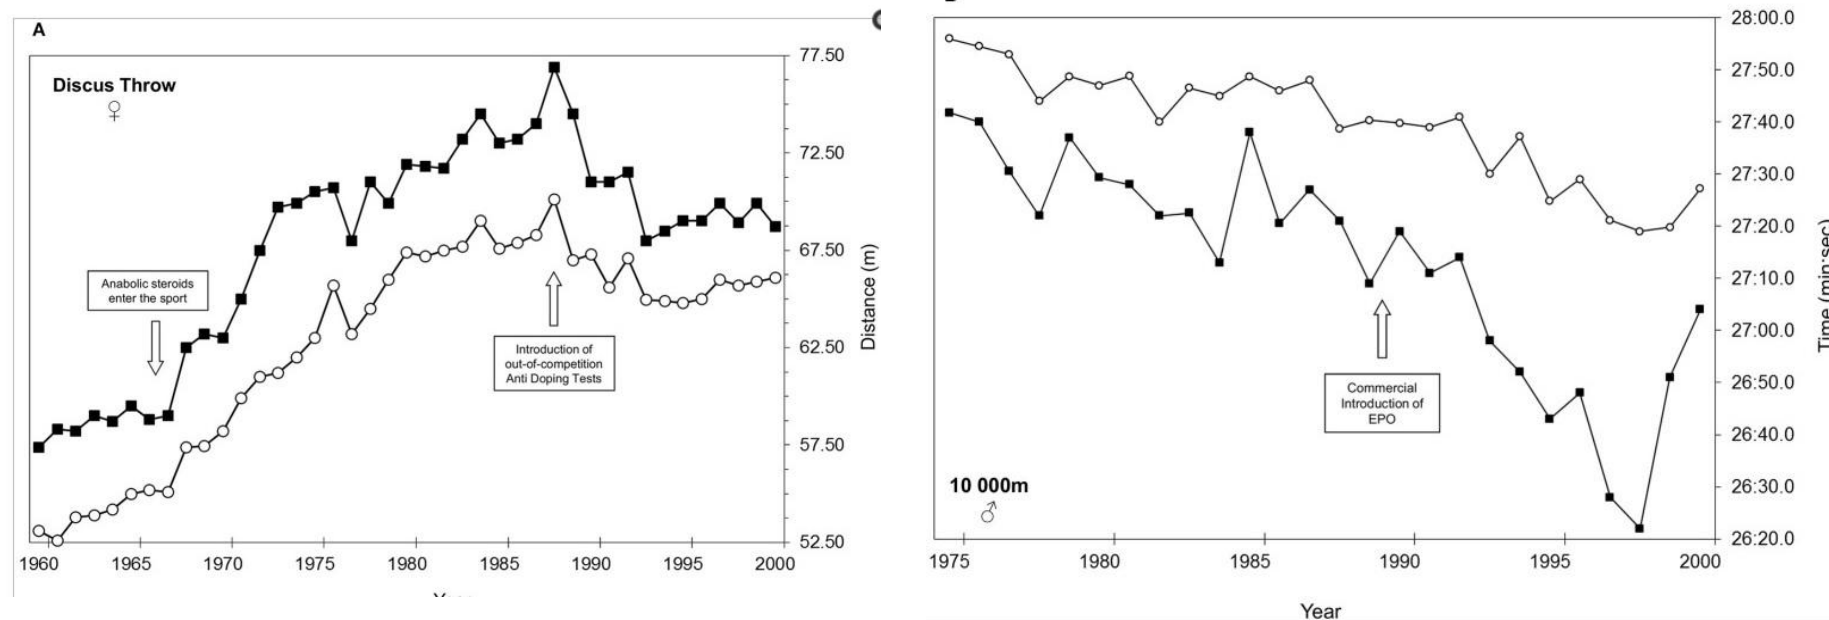 A
Discus Throw
♀
77.50
72.50
67.50
62.50
57.50
52.50
Distance (m)
Anabolic steroids
enter the sport
Introduction of
out-of-competition
Anti Doping Tests
1960 1965 1970 1975 1980 1985 1990 1995 2000
28:00.0
27:50.0
27:40.0
27:30.0
27:20.0
27:10.0
27:00.0
26:50.0
26:40.0
26:30.0
26:20.0
Time (min:sec)
Commercial
Introduction of
EPO
10 000m
♂
1975 1980 1985 1990 1995 2000
Year